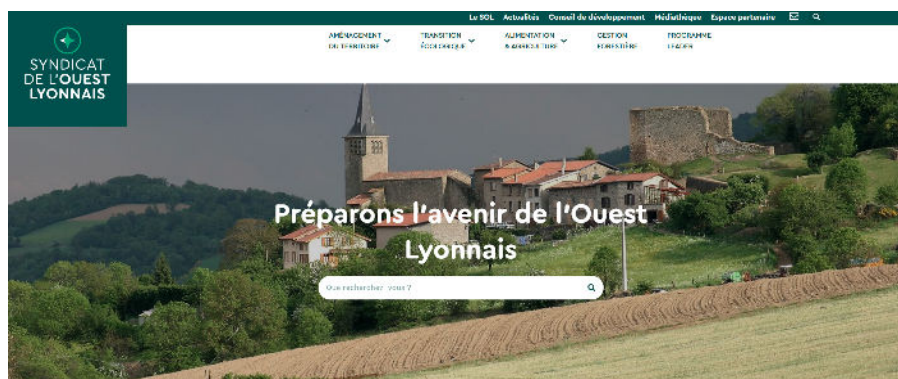 Le SOL Actualités Conseil de développement Médiathèque Espace partenaire
SYNDICAT
DE L'OUEST
LYONNAIS
AMÉNAGEMENT
DU TERRITOIRE
TRANSITION
ÉCOLOGIQUE
ALIMENTATION
& AGRICULTURE
GESTION
FORESTIÈRE
PROGRAMME
LEADER
Préparons l'avenir de l'Ouest
Lyonnais
Que recherchez-vous ?